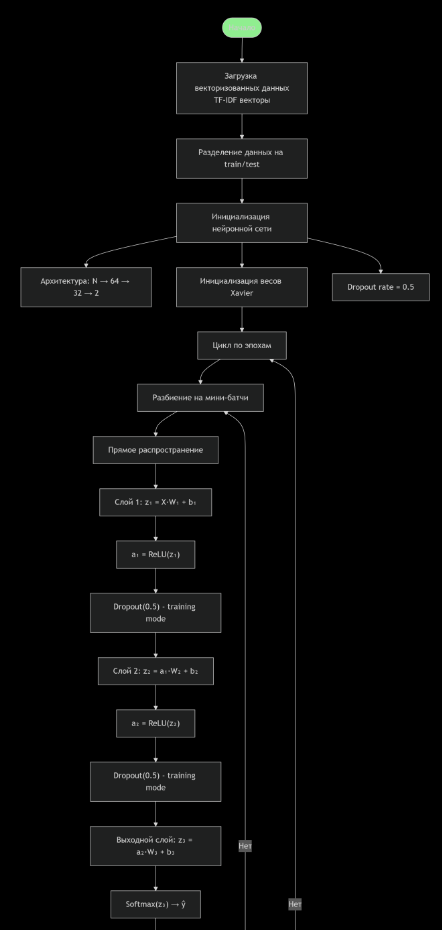 Загрузка
векторизованных данных
TF-IDF векторы
Разделение данных на
train/test
Инициализация
нейронной сети
Архитектура: N → 64 →
32 → 2
Инициализация весов
Xavier
Dropout rate = 0.5
Цикл по эпохам
Разбиение на мини-батчи
Прямое распространение
Слой 1: z₁ = X·W₁ + b₁
a₁ = ReLU(z₁)
Dropout(0.5) - training
mode
Слой 2: z₂ = a₁·W₂ + b₂
a₂ = ReLU(z₂)
Dropout(0.5) - training
mode
Выходной слой: z₃ =
a₂·W₃ + b₃
Нет
Softmax(z₃) → ŷ
Нет